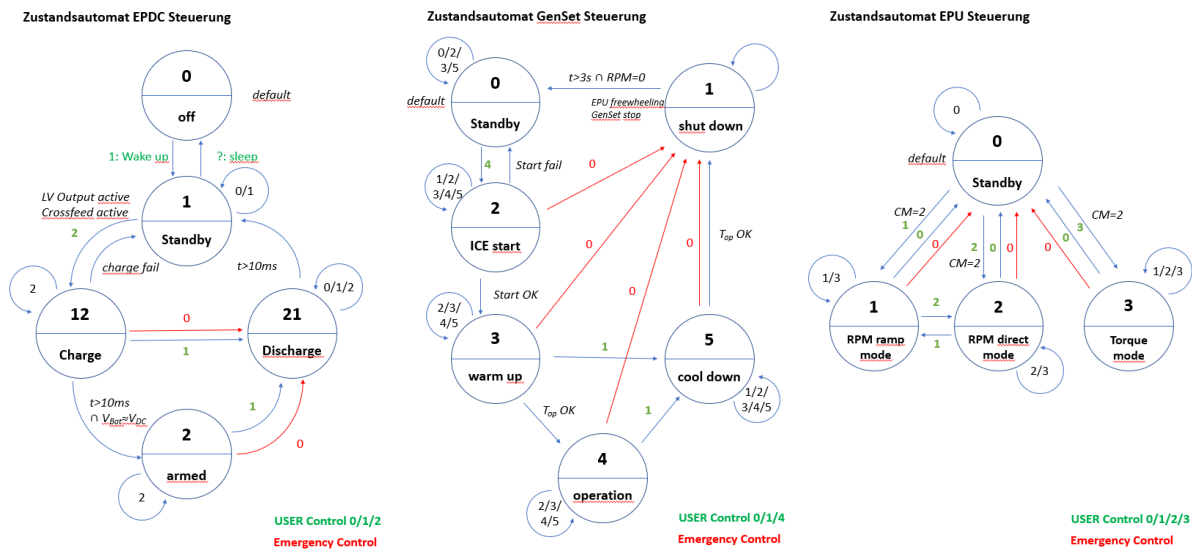 Zustandsautomat EPDC Steuerung
0
off
default
1: Wake up
?: sleep
LV Output active
Crossfeed active
1
Standby
0/1
2
charge fail
t>10ms
2
12
Charge
0
1
21
Discharge
0/1/2
t>10ms
∩ VBat≈VDC
1
0
2
armed
2
USER Control 0/1/2
Emergency Control
Zustandsautomat GenSet Steuerung
0/2/
3/5
default
0
Standby
t>3s ∩ RPM=0
EPU freewheeling
GenSet stop
1
shut down
4
Start fail
0
1/2/
3/4/5
2
ICE start
0
0
Top OK
Start OK
0
2/3/
4/5
3
warm up
1
5
cool down
1/2/
3/4/5
Top OK
1
4
operation
2/3/
4/5
USER Control 0/1/4
Emergency Control
Zustandsautomat EPU Steuerung
0
default
0
Standby
CM=2
1
0
0
2
0
0
CM=2
0
0
3
CM=2
1/3
1
RPM ramp
mode
2
1
2
RPM direct
mode
2/3
3
Torque
mode
1/2/3
USER Control 0/1/2/3
Emergency Control